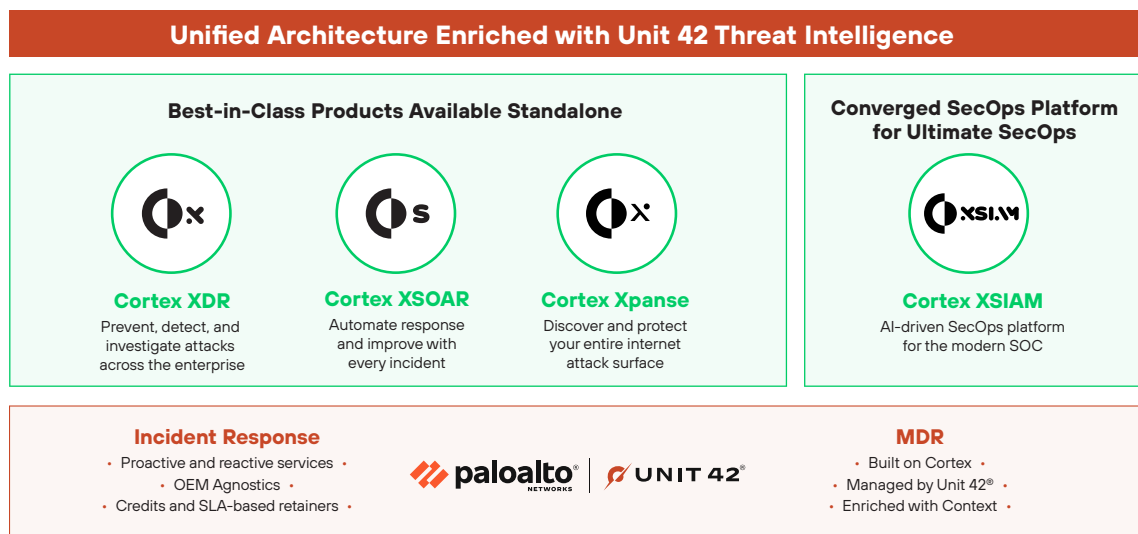 Unified Architecture Enriched with Unit 42 Threat Intelligence
Best-in-Class Products Available Standalone
x
s
x
Cortex XDR
Prevent, detect, and
investigate attacks
across the enterprise
Cortex XSOAR
Automate response
and improve with
every incident
Cortex Xpanse
Discover and protect
your entire internet
attack surface
Converged SecOps Platform
for Ultimate SecOps
XSIAM
Cortex XSIAM
AI-driven SecOps platform
for the modern SOC
Incident Response
• Proactive and reactive services •
• OEM Agnostics •
• Credits and SLA-based retainers •
paloalto®
NETWORKS
UNIT 42®
MDR
• Built on Cortex •
• Managed by Unit 42® •
• Enriched with Context •